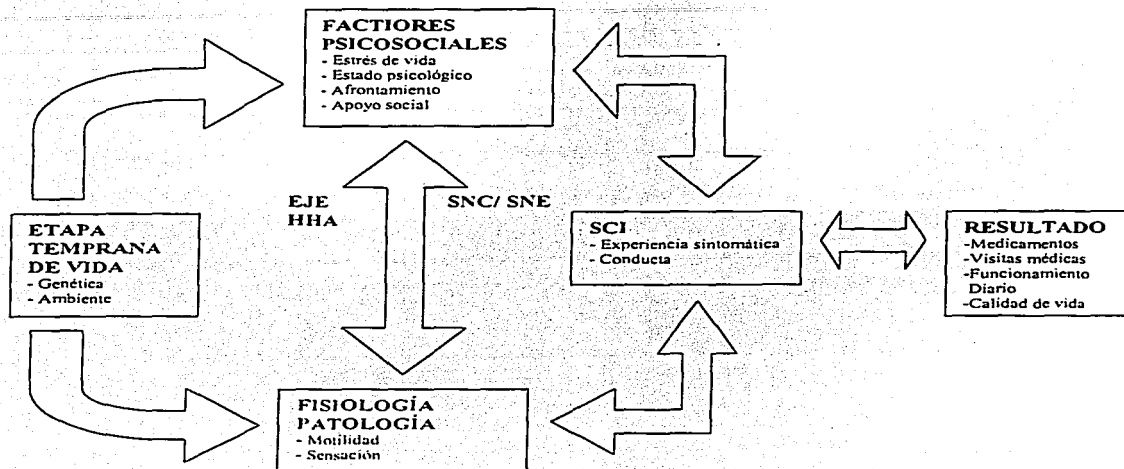 FACTIORES
PSICOSOCIALES
- Estrés de vida
- Estado psicológico
- Afrontamiento
- Apoyo social
EJE
HHA
SNC/ SNE
ETAPA
TEMPRANA
DE VIDA
- Genética
- Ambiente
SCI
- Experiencia sintomática
- Conducta
RESULTADO
-Medicamentos
-Visitas médicas
-Funcionamiento
Diario
-Calidad de vida
FISIOLOGÍA
PATOLOGÍA
- Motilidad
- Sensación